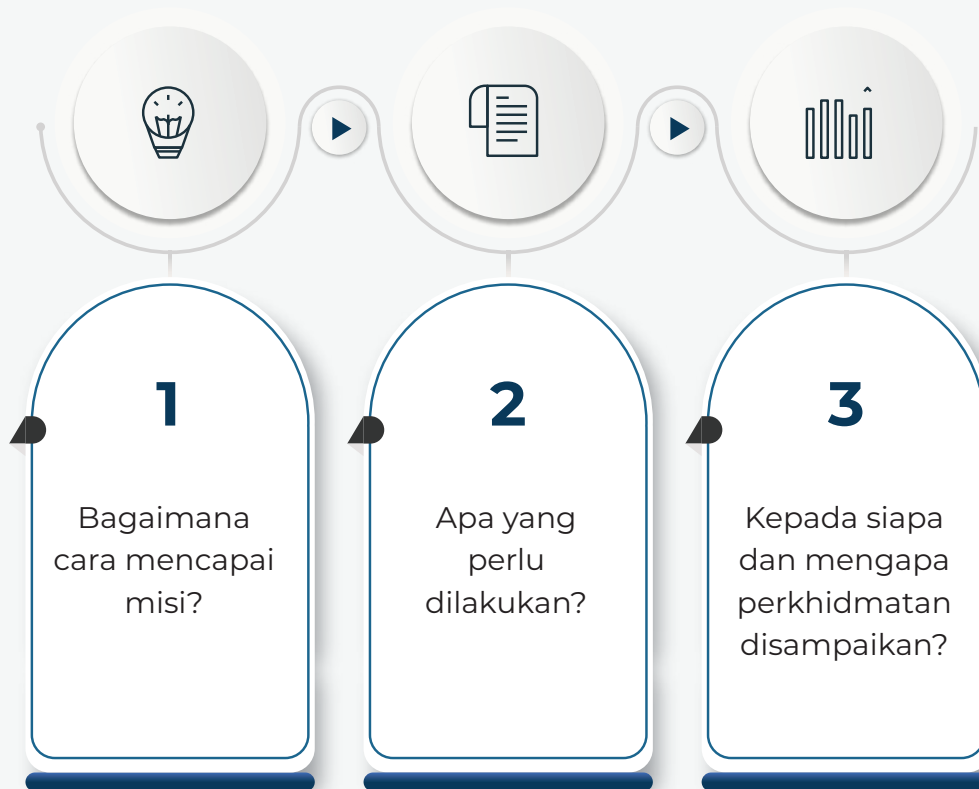 1
Bagaimana
cara mencapai
misi?
2
Apa yang
perlu
dilakukan?
3
Kepada siapa
dan mengapa
perkhidmatan
disampaikan?